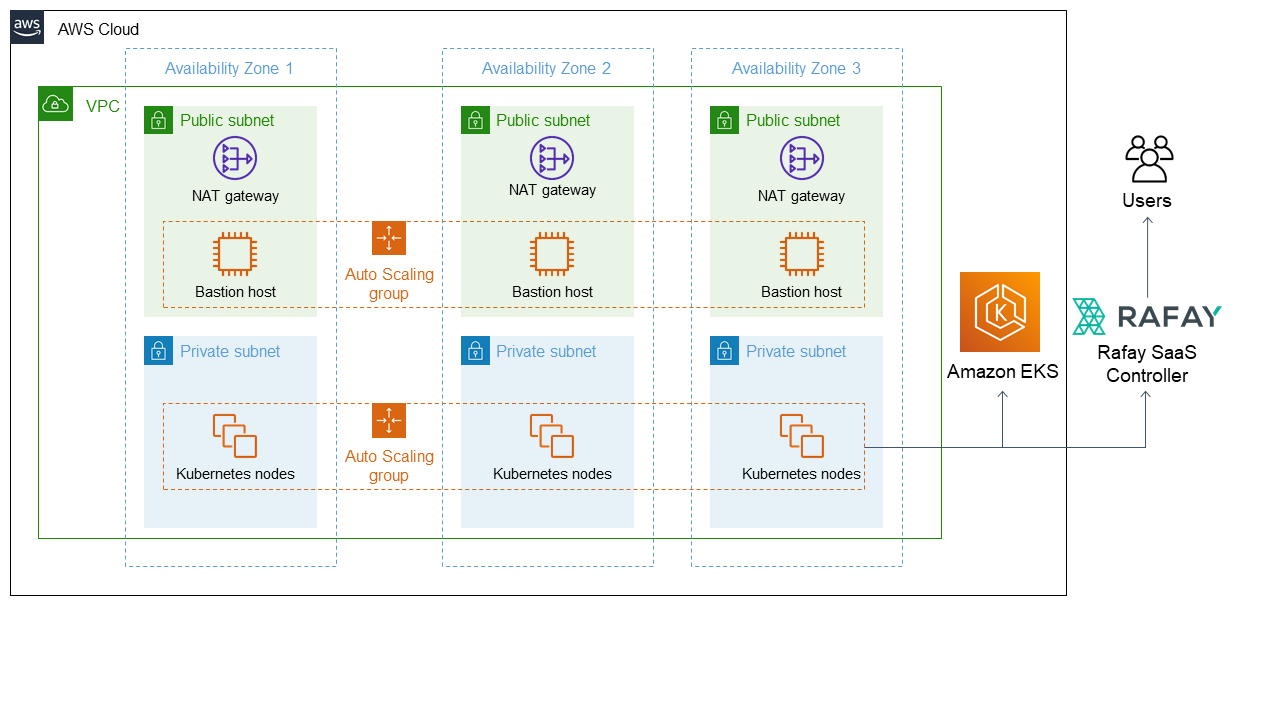 aws
AWS Cloud
Availability Zone 1
Availability Zone 2
Availability Zone 3
VPC
Public subnet
Public subnet
Public subnet
NAT gateway
NAT gateway
NAT gateway
Auto Scaling
group
Bastion host
Bastion host
Bastion host
Private subnet
Private subnet
Private subnet
Auto Scaling
group
Kubernetes nodes
Kubernetes nodes
Kubernetes nodes
K
Amazon EKS
Users
RAFAY
Rafay SaaS
Controller